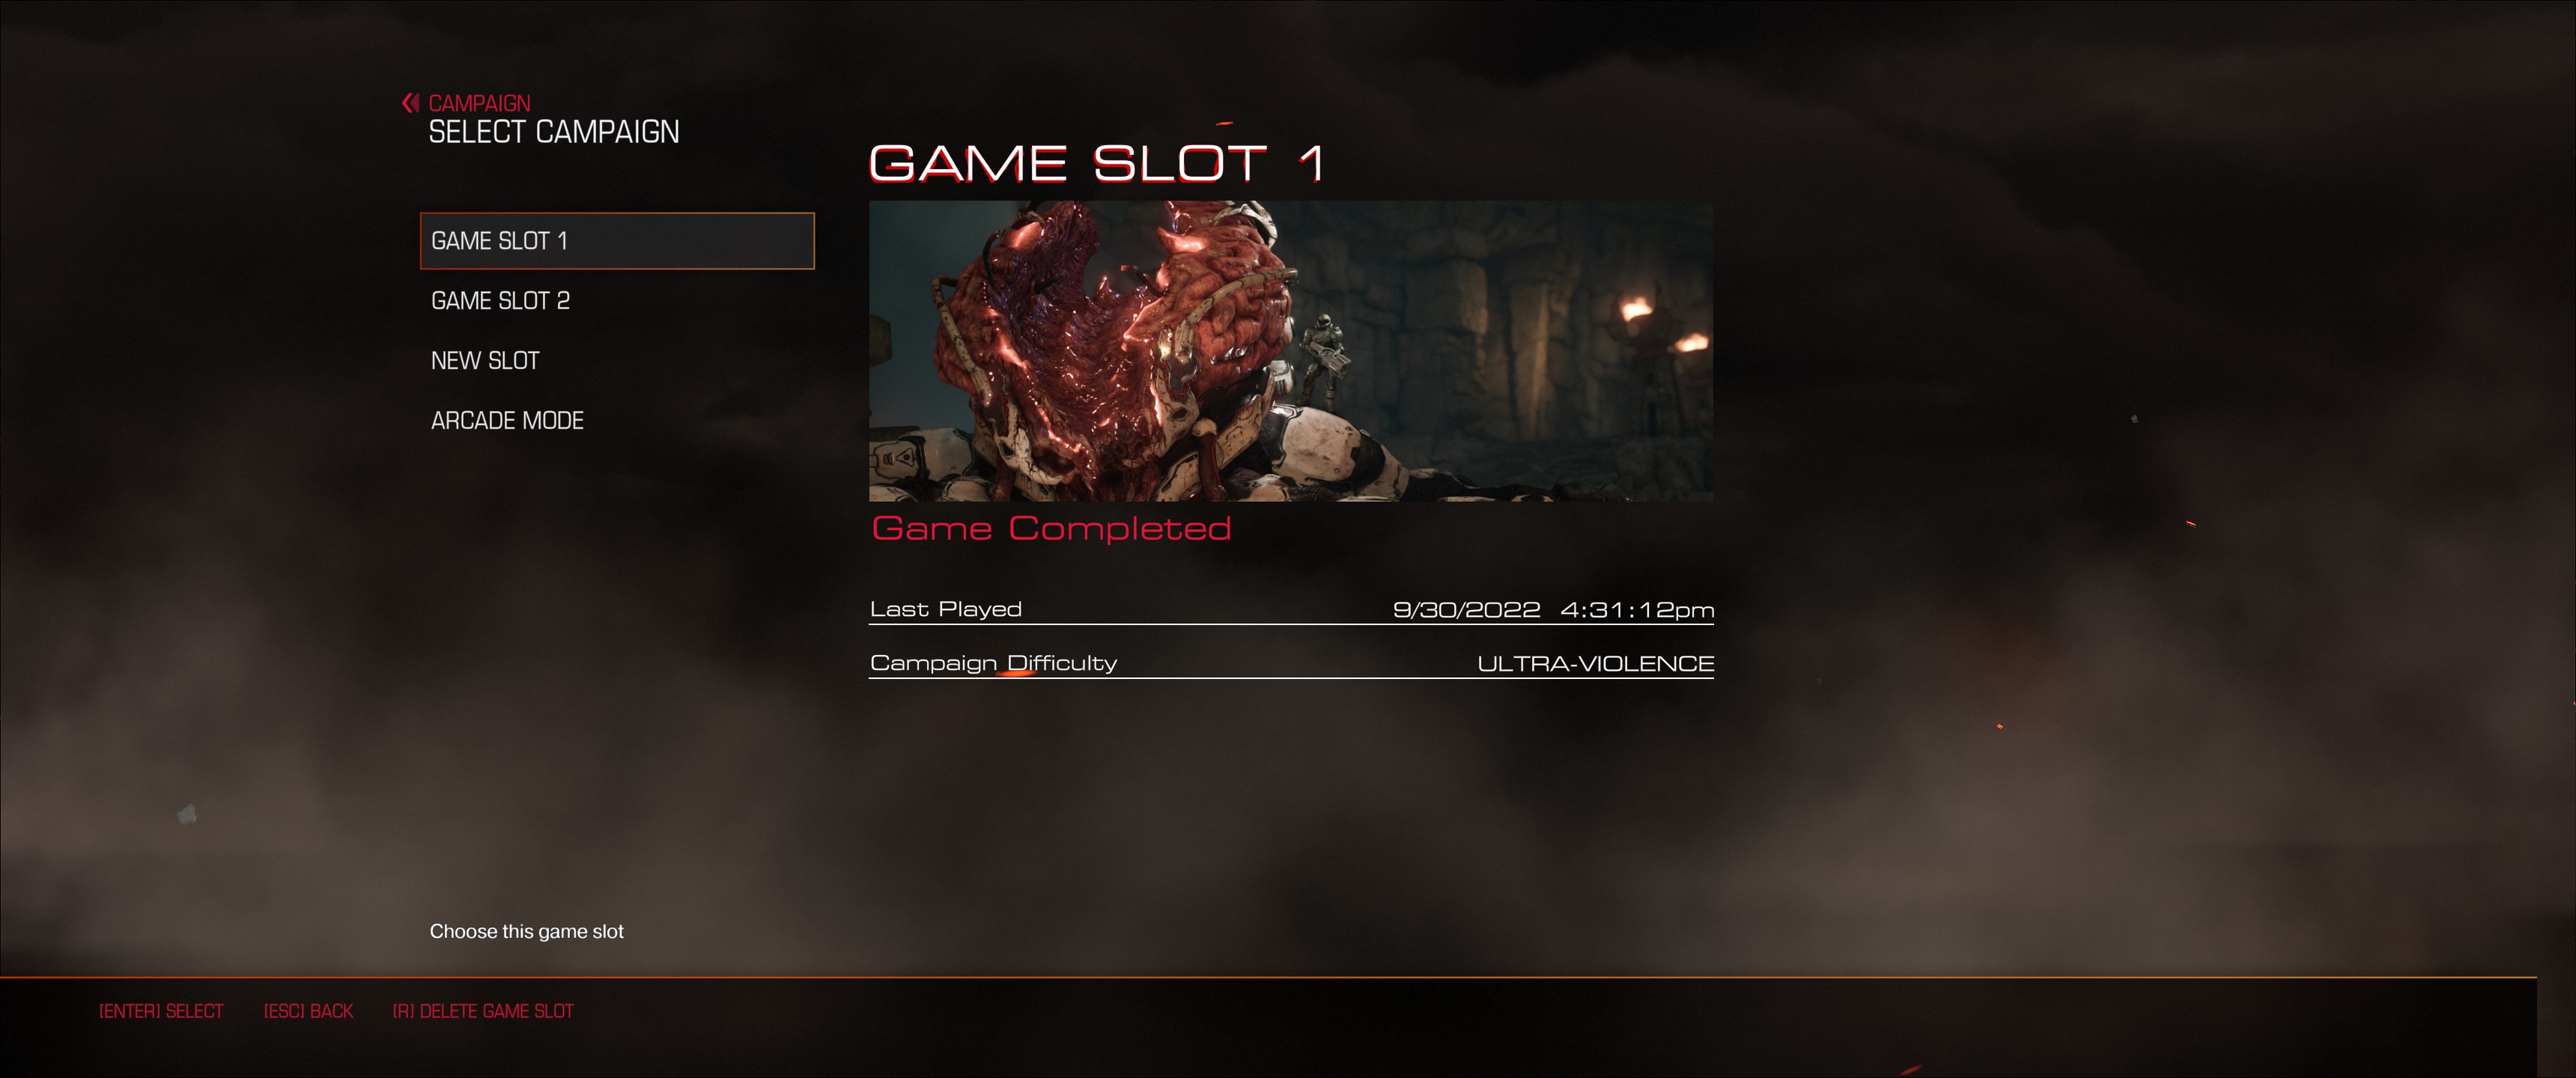 CAMPAIGN
SELECT CAMPAIGN
GAME SLOT 1
GAME SLOT 2
NEW SLOT
ARCADE MODE
GAME SLOT 1
Game Completed
Last Played 9/30/2022 4:31:12pm
Campaign Difficulty ULTRA-VIOLENCE
Choose this game slot
[ENTER] SELECT [ESC] BACK [R] DELETE GAME SLOT